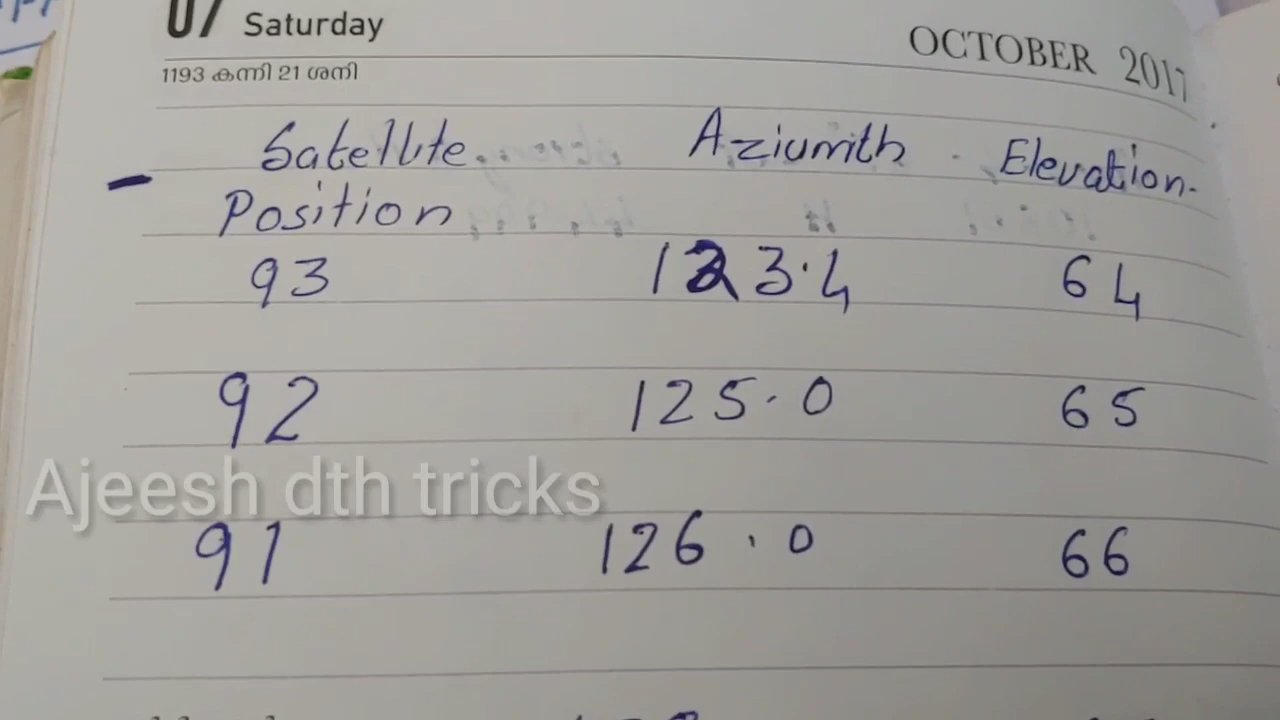 07 Saturday OCTOBER 2017
1193 കന്നി 21 ശനി
Satellite Aziumith Elevation.
Position
93 123.4 64
92 125.0 65
Ajeesh dth tricks
91 126.0 66